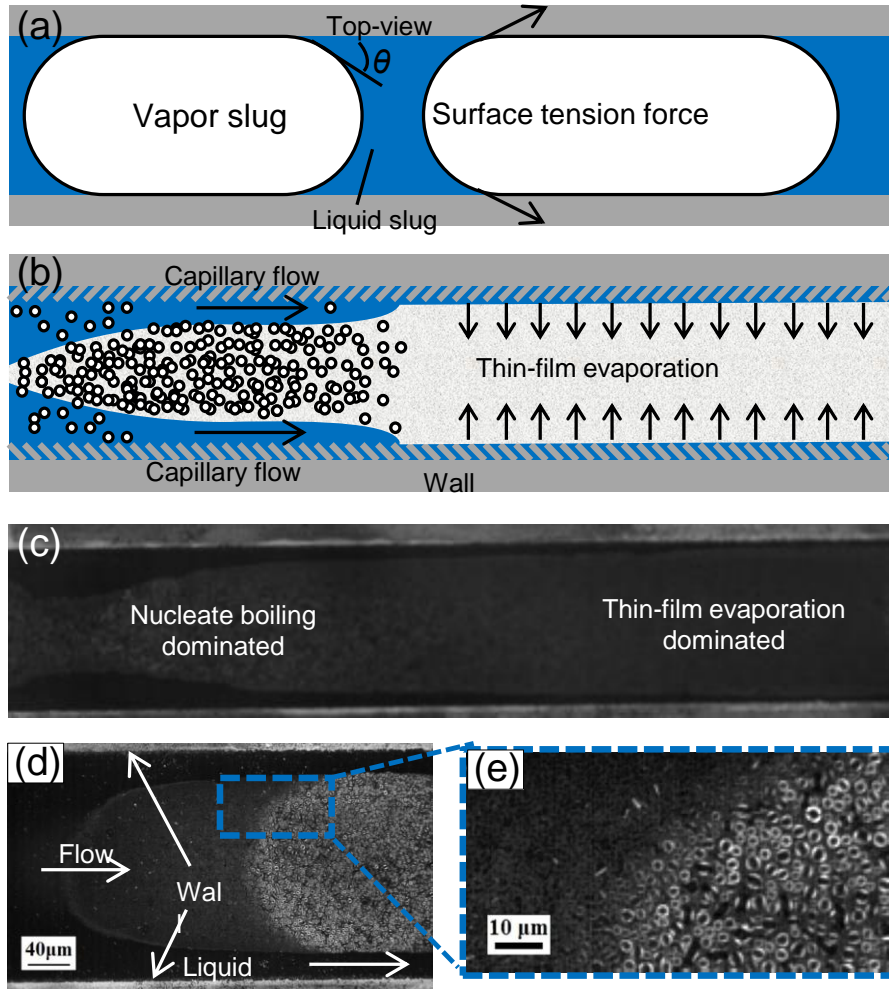 (a)
Top-view
θ
Vapor slug
Surface tension force
Liquid slug
(b)
Capillary flow
Thin-film evaporation
Capillary flow
Wall
(c)
Nucleate boiling
dominated
Thin-film evaporation
dominated
(d)
Flow
Wal
l
40μm
Liquid
(e)
10 μm